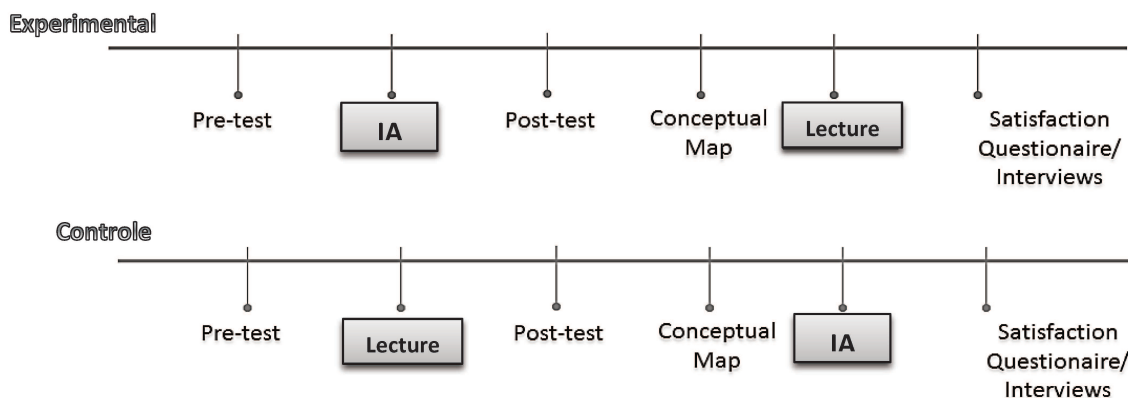 Experimental
Pre-test
IA
Post-test
Conceptual
Map
Lecture
Satisfaction
Questionaire/
Interviews
Controle
Pre-test
Lecture
Post-test
Conceptual
Map
IA
Satisfaction
Questionaire/
Interviews